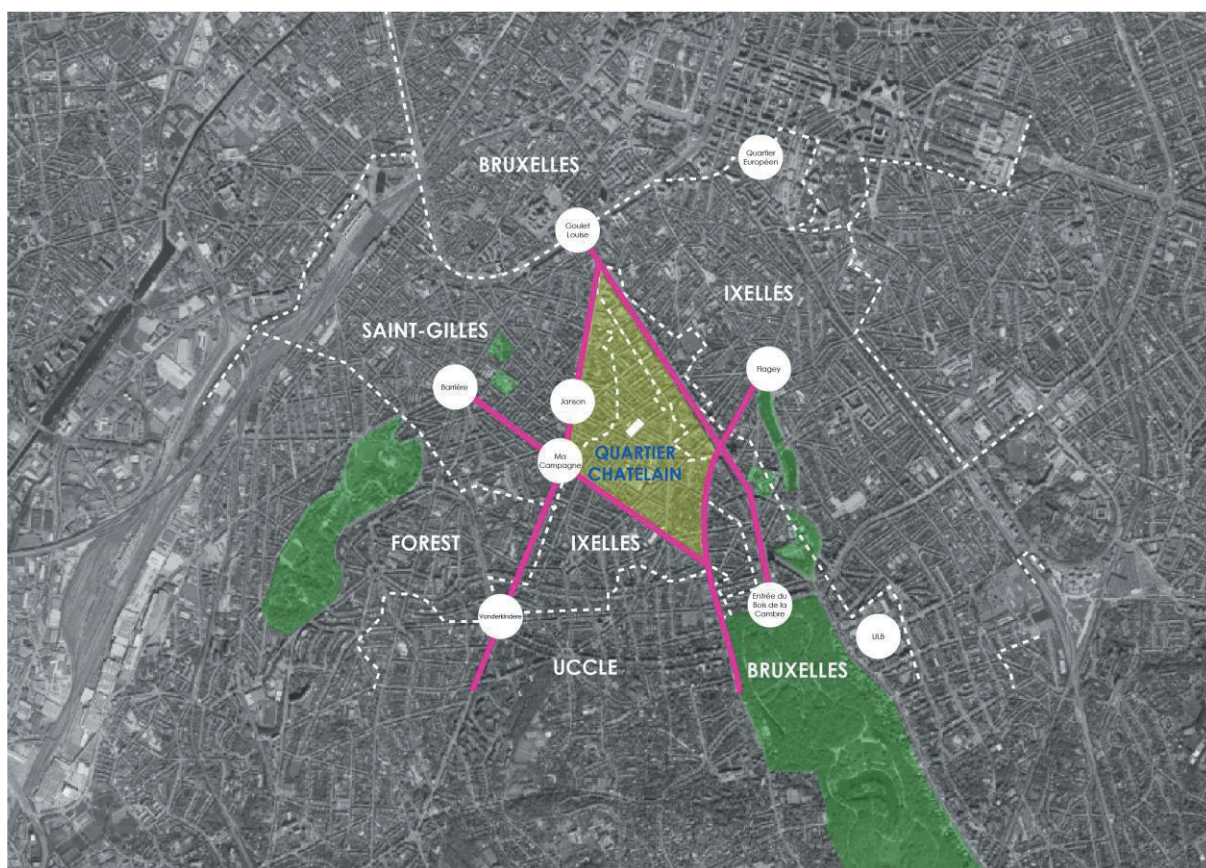 Quartier
Européen
BRUXELLES
Goulet
Louise
IXELLES
SAINT-GILLES
Barrière
Janson
Flagey
Ma
Campagne
QUARTIER
CHATELAIN
FOREST
IXELLES
Vanderkindere
Entrée du
Bois de la
Cambre
ULB
UCCLE
BRUXELLES